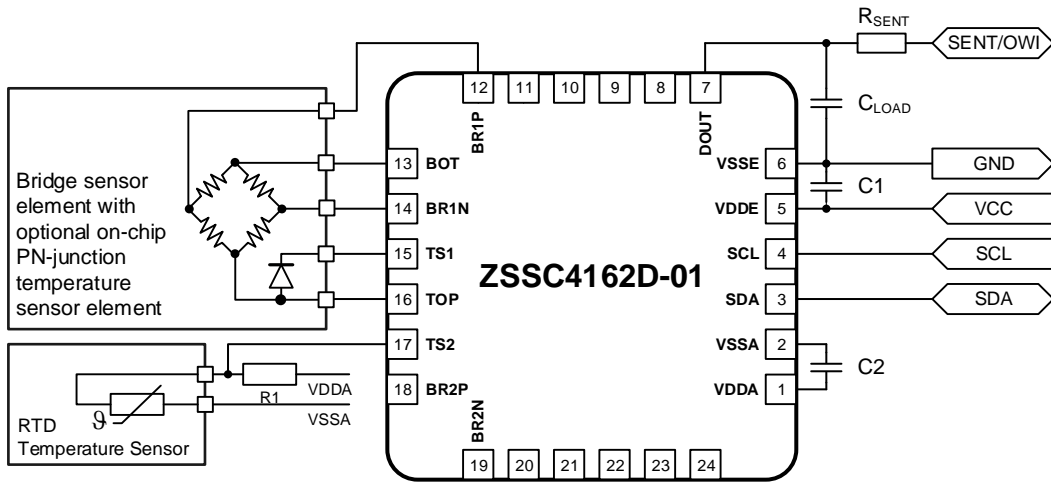 R_SENT
SENT/OWI
12 11 10 9 8 7
BR1P
DOUT
C_LOAD
13 BOT
VSSE 6
GND
C1
Bridge sensor
element with
optional on-chip
PN-junction
temperature
sensor element
14 BR1N
VDDE 5
VCC
15 TS1
ZSSC4162D-01
SCL 4
SCL
16 TOP
SDA 3
SDA
17 TS2
VSSA 2
C2
R1
VDDA
18 BR2P
VDDA 1
VSSA
ϑ
RTD
Temperature Sensor
BR2N
19 20 21 22 23 24